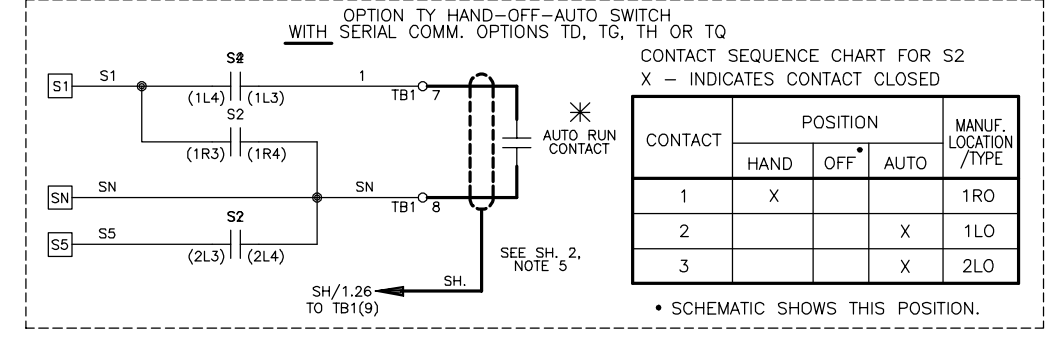 OPTION TY HAND-OFF-AUTO SWITCH
WITH SERIAL COMM. OPTIONS TD, TG, TH OR TQ
S1
S1
(1L4)
(1L3)
1
TB1
7
S2
(1R3)
(1R4)
✳
AUTO RUN
CONTACT
SN
SN
SN
TB1
8
S5
S5
S2
(2L3)
(2L4)
SEE SH. 2,
NOTE 5
SH/1.26
TO TB1(9)
SH.
CONTACT SEQUENCE CHART FOR S2
X - INDICATES CONTACT CLOSED
CONTACT
POSITION
MANUF.
LOCATION
/TYPE
HAND
OFF•
AUTO
1
X
1RO
2
X
1LO
3
X
2LO
• SCHEMATIC SHOWS THIS POSITION.